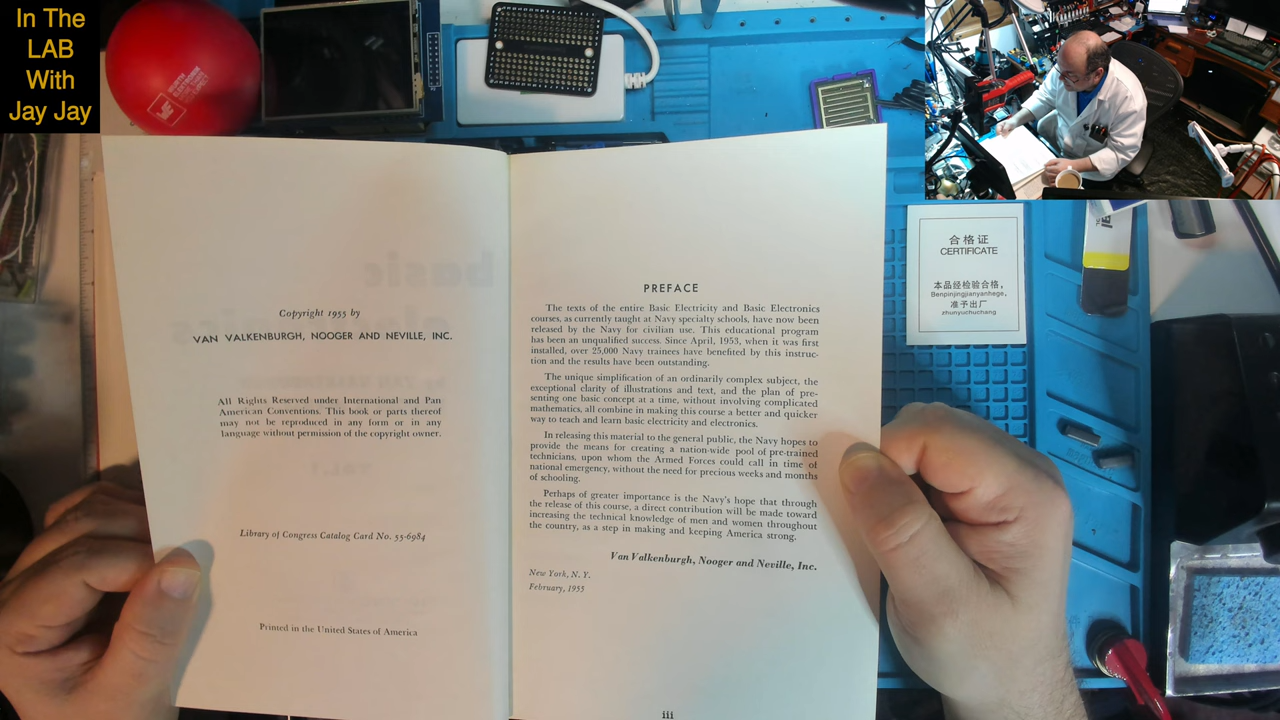 In The
LAB
With
Jay Jay
Copyright 1955 by
VAN VALKENBURGH, NOOGER AND NEVILLE, INC.
All Rights Reserved under International and Pan
American Conventions. This book or parts thereof
may not be reproduced in any form or in any
language without permission of the copyright owner.
Library of Congress Catalog Card No. 55-6984
Printed in the United States of America
PREFACE
The texts of the entire Basic Electricity and Basic Electronics
courses, as currently taught at Navy specialty schools, have now been
released by the Navy for civilian use. This educational program
has been an unqualified success. Since April, 1953, when it was first
installed, over 25,000 Navy trainees have benefited by this instruc-
tion and the results have been outstanding.
The unique simplification of an ordinarily complex subject, the
exceptional clarity of illustrations and text, and the plan of pre-
senting one basic concept at a time, without involving complicated
mathematics, all combine in making this course a better and quicker
way to teach and learn basic electricity and electronics.
In releasing this material to the general public, the Navy hopes to
provide the means for creating a nation-wide pool of pre-trained
technicians, upon whom the Armed Forces could call in time of
national emergency, without the need for precious weeks and months
of schooling.
Perhaps of greater importance is the Navy's hope that through
the release of this course, a direct contribution will be made toward
increasing the technical knowledge of men and women throughout
the country, as a step in making and keeping America strong.
Van Valkenburgh, Nooger and Neville, Inc.
New York, N. Y.
February, 1955
iii
合格证
CERTIFICATE
本品经检验合格，
Benpinjingjianyanhege,
准予出厂
zhunyuchuchang